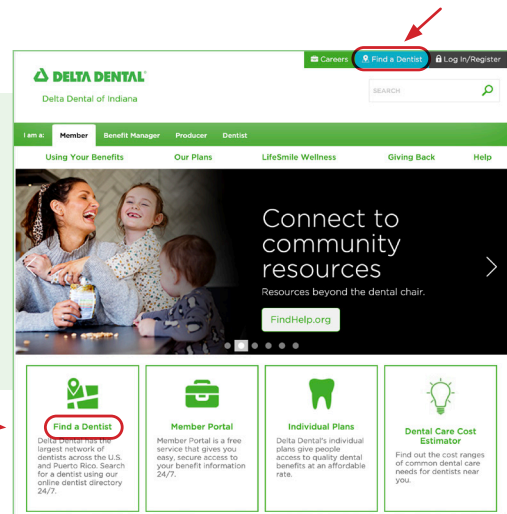 Careers Find a Dentist Log In/Register
DELTA DENTAL®
Delta Dental of Indiana
SEARCH
I am a: Member Benefit Manager Producer Dentist
Using Your Benefits Our Plans LifeSmile Wellness Giving Back Help
Connect to
community
resources
Resources beyond the dental chair.
FindHelp.org
Find a Dentist
Delta Dental has the
largest network of
dentists across the U.S.
and Puerto Rico. Search
for a dentist using our
online dentist directory
24/7.
Member Portal
Member Portal is a free
service that gives you
easy, secure access to
your benefit information
24/7.
Individual Plans
Delta Dental's individual
plans give people
access to quality dental
benefits at an affordable
rate.
Dental Care Cost
Estimator
Find out the cost ranges
of common dental care
needs for dentists near
you.